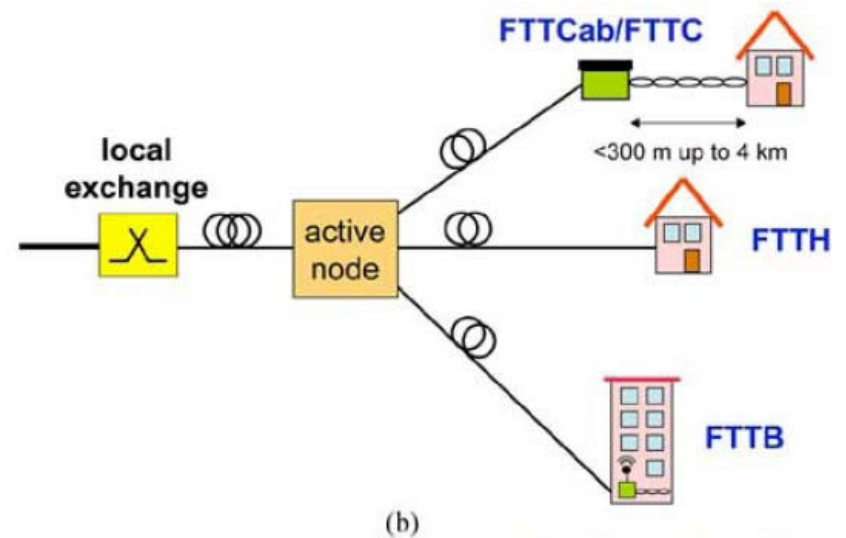 FTTCab/FTTC
<300 m up to 4 km
local
exchange
active
node
FTTH
FTTB
(b)